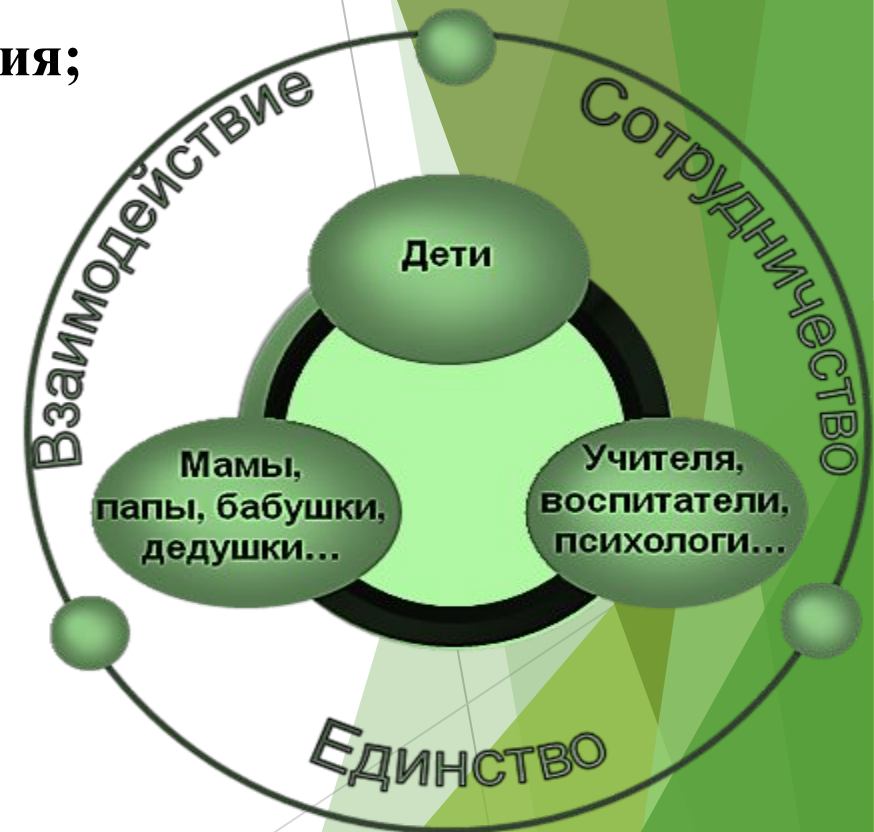 ия;
Взаимодействие
Сотрудничество
Дети
Мамы,
папы, бабушки,
дедушки...
Учителя,
воспитатели,
психологи...
Единство